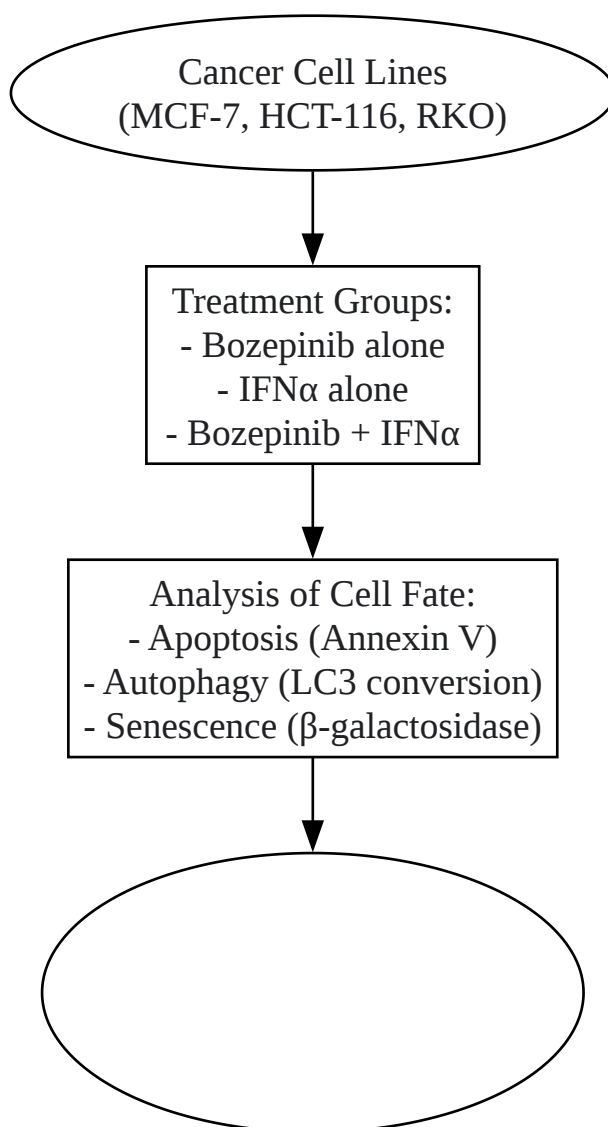 Cancer Cell Lines
(MCF-7, HCT-116, RKO)
Treatment Groups:
- Bozepinib alone
- IFNα alone
- Bozepinib + IFNα
Analysis of Cell Fate:
- Apoptosis (Annexin V)
- Autophagy (LC3 conversion)
- Senescence (β-galactosidase)